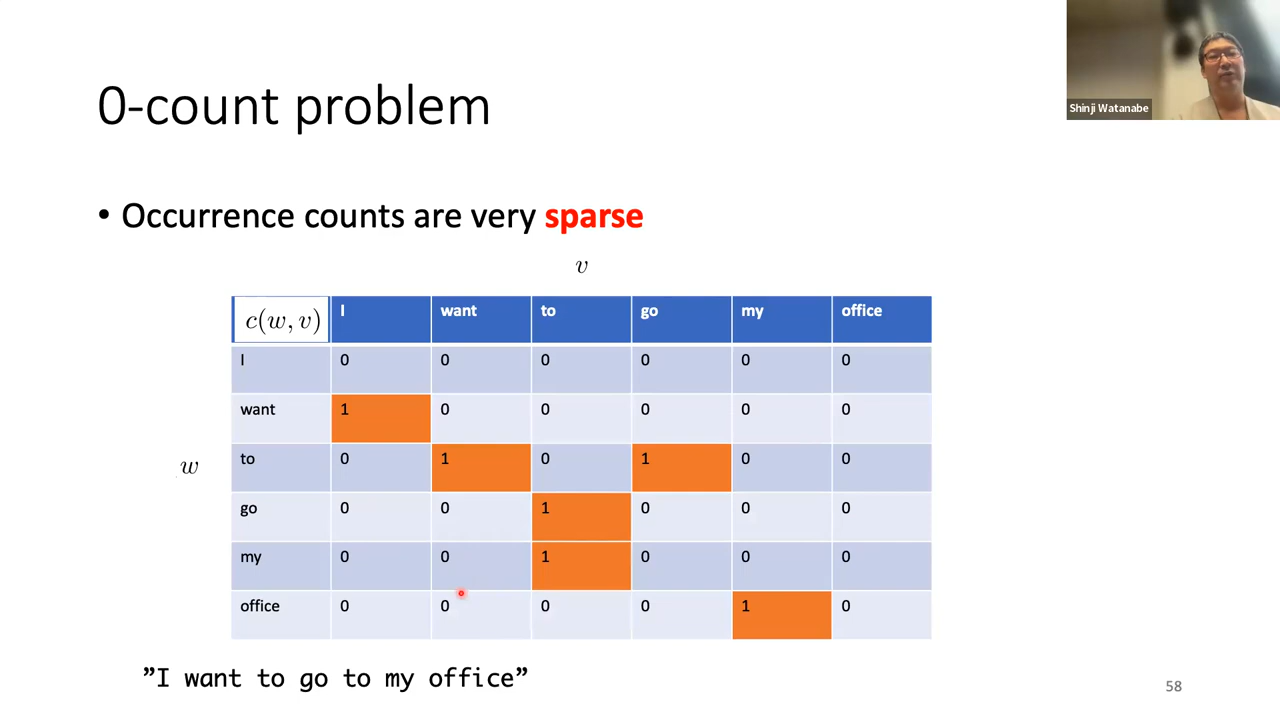 Shinji Watanabe
0-count problem
• Occurrence counts are very sparse
v
c(w, v) I want to go my office
I 0 0 0 0 0 0
want 1 0 0 0 0 0
to 0 1 0 1 0 0
w
go 0 0 1 0 0 0
my 0 0 1 0 0 0
office 0 0 0 0 1 0
”I want to go to my office”
58